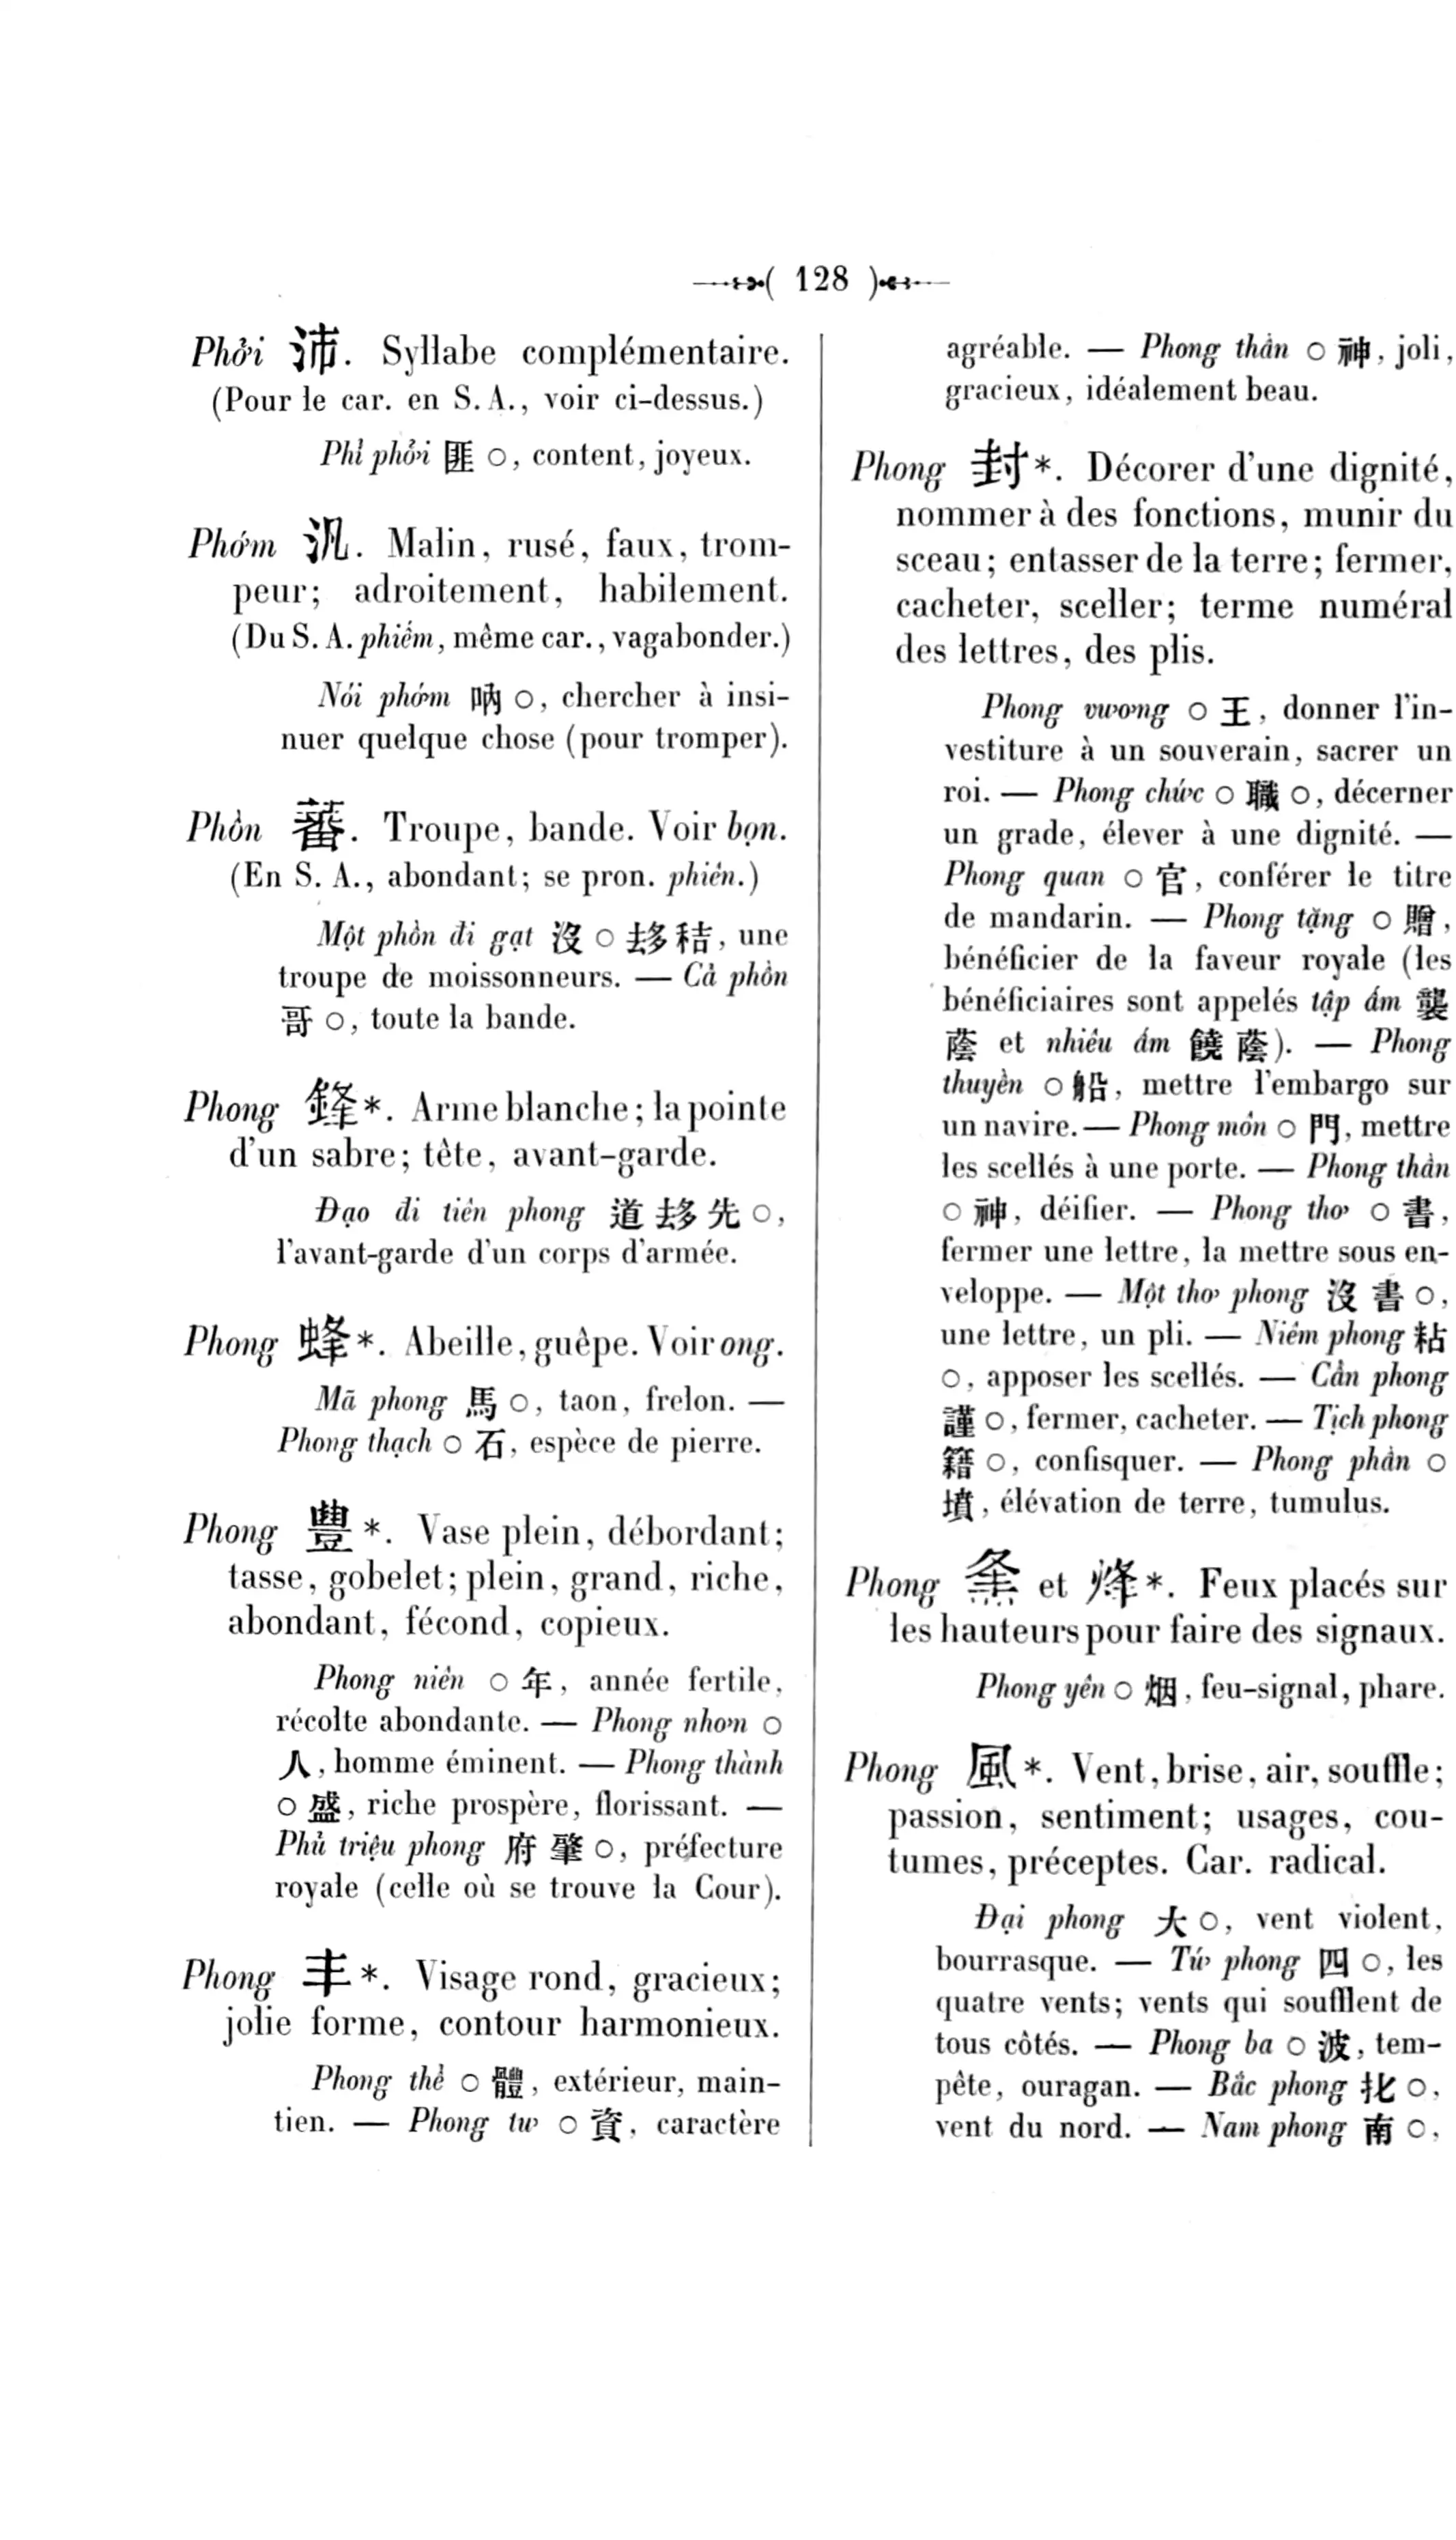 ( 128 )
Phởi 沛. Syllabe complémentaire.
(Pour le car. en S. A., voir ci-dessus.)
Phỉ phởi 匪 ○, content, joyeux.
Phớm 汎. Malin, rusé, faux, trom-
peur; adroitement, habilement.
(Du S. A. phiếm, même car., vagabonder.)
Nói phớm 吶 ○, chercher à insi-
nuer quelque chose (pour tromper).
Phồn 蕃. Troupe, bande. Voir bọn.
(En S. A., abondant; se pron. phiên.)
Một phồn đi gạt 沒 ○ 𠫾 秸, une
troupe de moissonneurs. — Cả phồn
哥 ○, toute la bande.
Phong 鋒*. Arme blanche; la pointe
d'un sabre; tête, avant-garde.
Đạo đi tiên phong 道 𠫾 先 ○,
l'avant-garde d'un corps d'armée.
Phong 蜂*. Abeille, guêpe. Voir ong.
Mã phong 馬 ○, taon, frelon. —
Phong thạch ○ 石, espèce de pierre.
Phong 豐*. Vase plein, débordant;
tasse, gobelet; plein, grand, riche,
abondant, fécond, copieux.
Phong niên ○ 年, année fertile,
récolte abondante. — Phong nhơn ○
人, homme éminent. — Phong thành
○ 盛, riche prospère, florissant. —
Phủ triệu phong 府 肇 ○, préfecture
royale (celle où se trouve la Cour).
Phong 丰*. Visage rond, gracieux;
jolie forme, contour harmonieux.
Phong thể ○ 體, extérieur, main-
tien. — Phong tư ○ 資, caractère
agréable. — Phong thần ○ 神, joli,
gracieux, idéalement beau.
Phong 封*. Décorer d'une dignité,
nommer à des fonctions, munir du
sceau; entasser de la terre; fermer,
cacheter, sceller; terme numéral
des lettres, des plis.
Phong vương ○ 王, donner l'in-
vestiture à un souverain, sacrer un
roi. — Phong chức ○ 職 ○, décerner
un grade, élever à une dignité. —
Phong quan ○ 官, conférer le titre
de mandarin. — Phong tặng ○ 贈,
bénéficier de la faveur royale (les
bénéficiaires sont appelés tập ấm 襲
蔭 et nhiêu ấm 饒 蔭). — Phong
thuyền ○ 船, mettre l'embargo sur
un navire. — Phong môn ○ 門, mettre
les scellés à une porte. — Phong thần
○ 神, déifier. — Phong thơ ○ 書,
fermer une lettre, la mettre sous en-
veloppe. — Một thơ phong 沒 書 ○,
une lettre, un pli. — Niêm phong 粘
○, apposer les scellés. — Cẩn phong
謹 ○, fermer, cacheter. — Tịch phong
籍 ○, confisquer. — Phong phần ○
墳, élévation de terre, tumulus.
Phong 㷭 et 烽*. Feux placés sur
les hauteurs pour faire des signaux.
Phong yên ○ 烟, feu-signal, phare.
Phong 風*. Vent, brise, air, souffle;
passion, sentiment; usages, cou-
tumes, préceptes. Car. radical.
Đại phong 大 ○, vent violent,
bourrasque. — Tứ phong 四 ○, les
quatre vents; vents qui soufflent de
tous côtés. — Phong ba ○ 波, tem-
pête, ouragan. — Bắc phong 北 ○,
vent du nord. — Nam phong 南 ○,